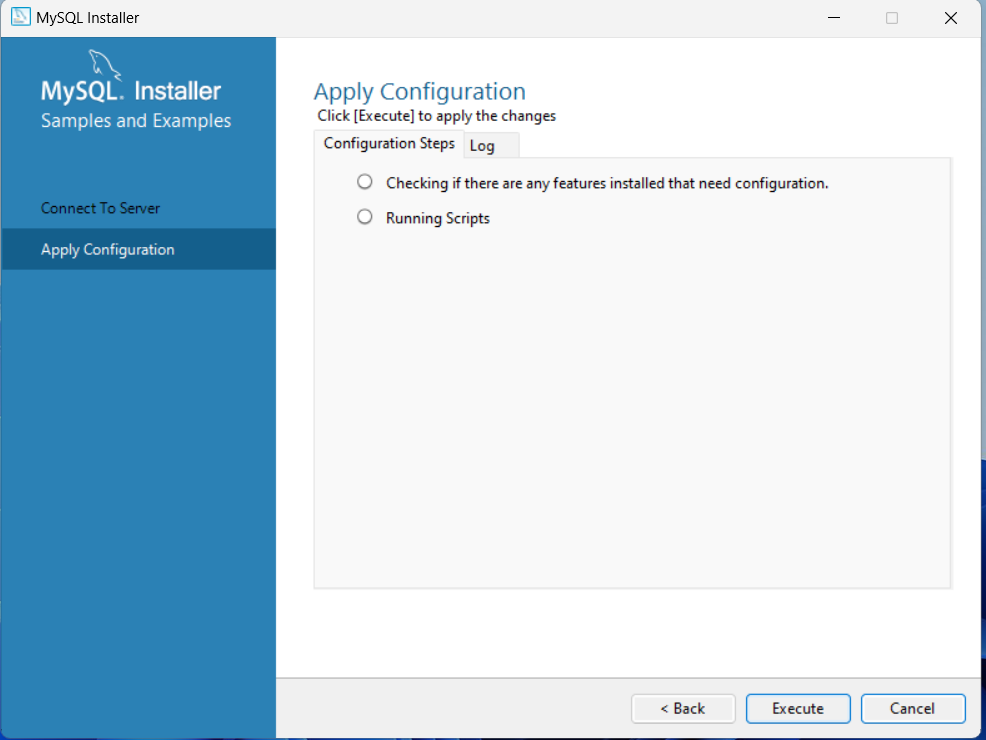 MySQL Installer
MySQL. Installer
Samples and Examples
Connect To Server
Apply Configuration
Apply Configuration
Click [Execute] to apply the changes
Configuration Steps
Log
Checking if there are any features installed that need configuration.
Running Scripts
< Back
Execute
Cancel